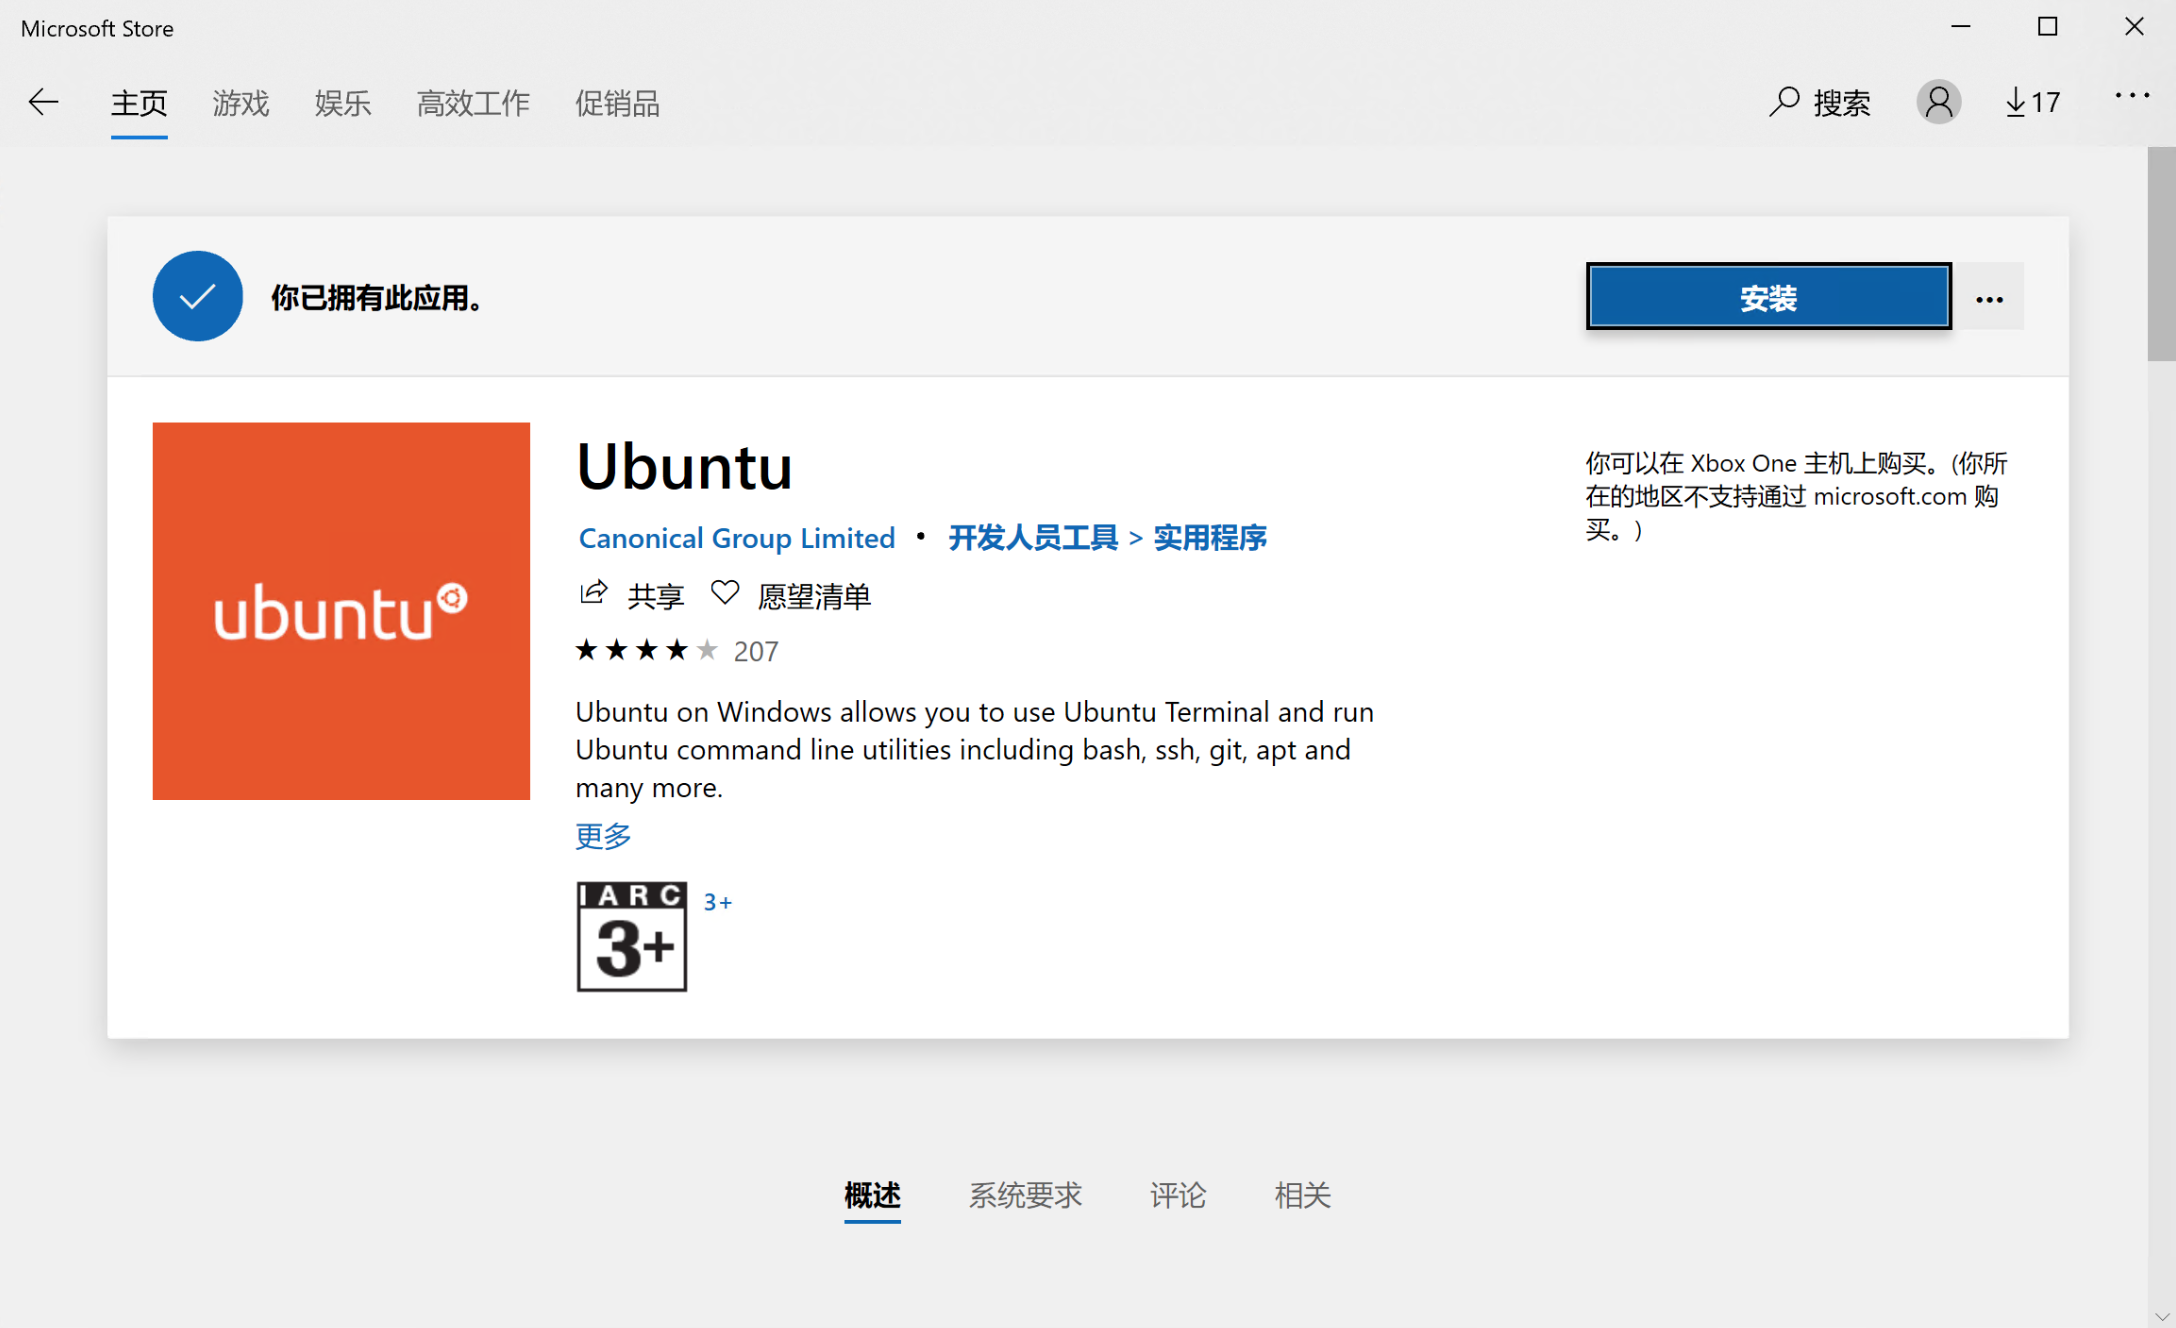 Microsoft Store
主页 游戏 娱乐 高效工作 促销品 搜索 17
你已拥有此应用。 安装
ubuntu
Ubuntu
Canonical Group Limited • 开发人员工具 > 实用程序
共享 愿望清单
207
Ubuntu on Windows allows you to use Ubuntu Terminal and run
Ubuntu command line utilities including bash, ssh, git, apt and
many more.
更多
IARC
3+
3+
你可以在 Xbox One 主机上购买。(你所
在的地区不支持通过 microsoft.com 购
买。)
概述 系统要求 评论 相关